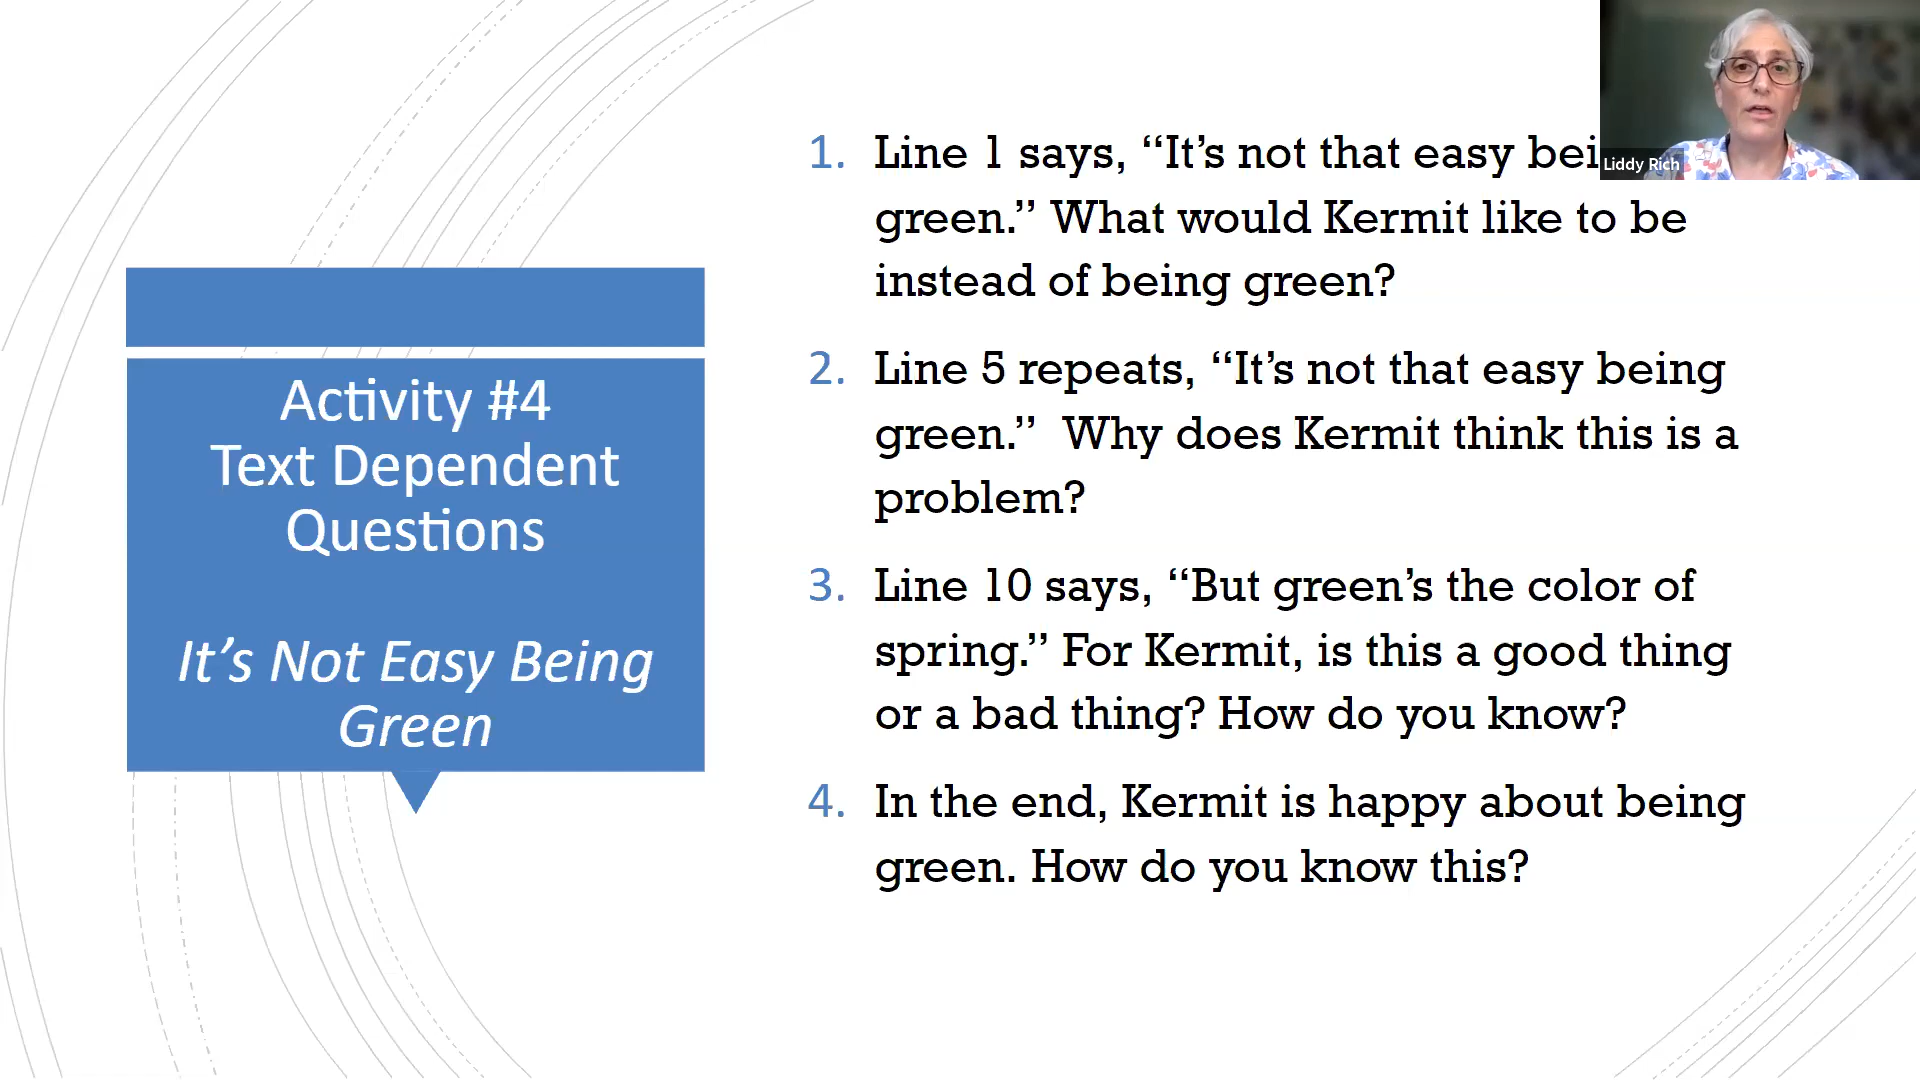 Activity #4
Text Dependent
Questions
It's Not Easy Being
Green
1. Line 1 says, “It’s not that easy bei
green.” What would Kermit like to be
instead of being green?
2. Line 5 repeats, “It’s not that easy being
green.”  Why does Kermit think this is a
problem?
3. Line 10 says, “But green’s the color of
spring.” For Kermit, is this a good thing
or a bad thing? How do you know?
4. In the end, Kermit is happy about being
green. How do you know this?
Liddy Rich